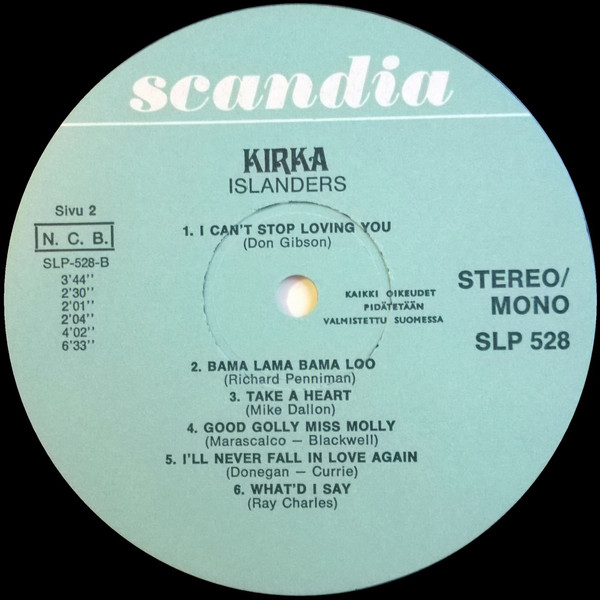 scandia
KIRKA
ISLANDERS
Sivu 2
N. C. B.
SLP-528-B
3'44''
2'30''
2'01''
2'04''
4'02''
6'33''
1. I CAN'T STOP LOVING YOU
(Don Gibson)
KAIKKI OIKEUDET
PIDÄTETÄÄN
VALMISTETTU SUOMESSA
STEREO/
MONO
SLP 528
2. BAMA LAMA BAMA LOO
(Richard Penniman)
3. TAKE A HEART
(Mike Dallon)
4. GOOD GOLLY MISS MOLLY
(Marascalco — Blackwell)
5. I'LL NEVER FALL IN LOVE AGAIN
(Donegan — Currie)
6. WHAT'D I SAY
(Ray Charles)